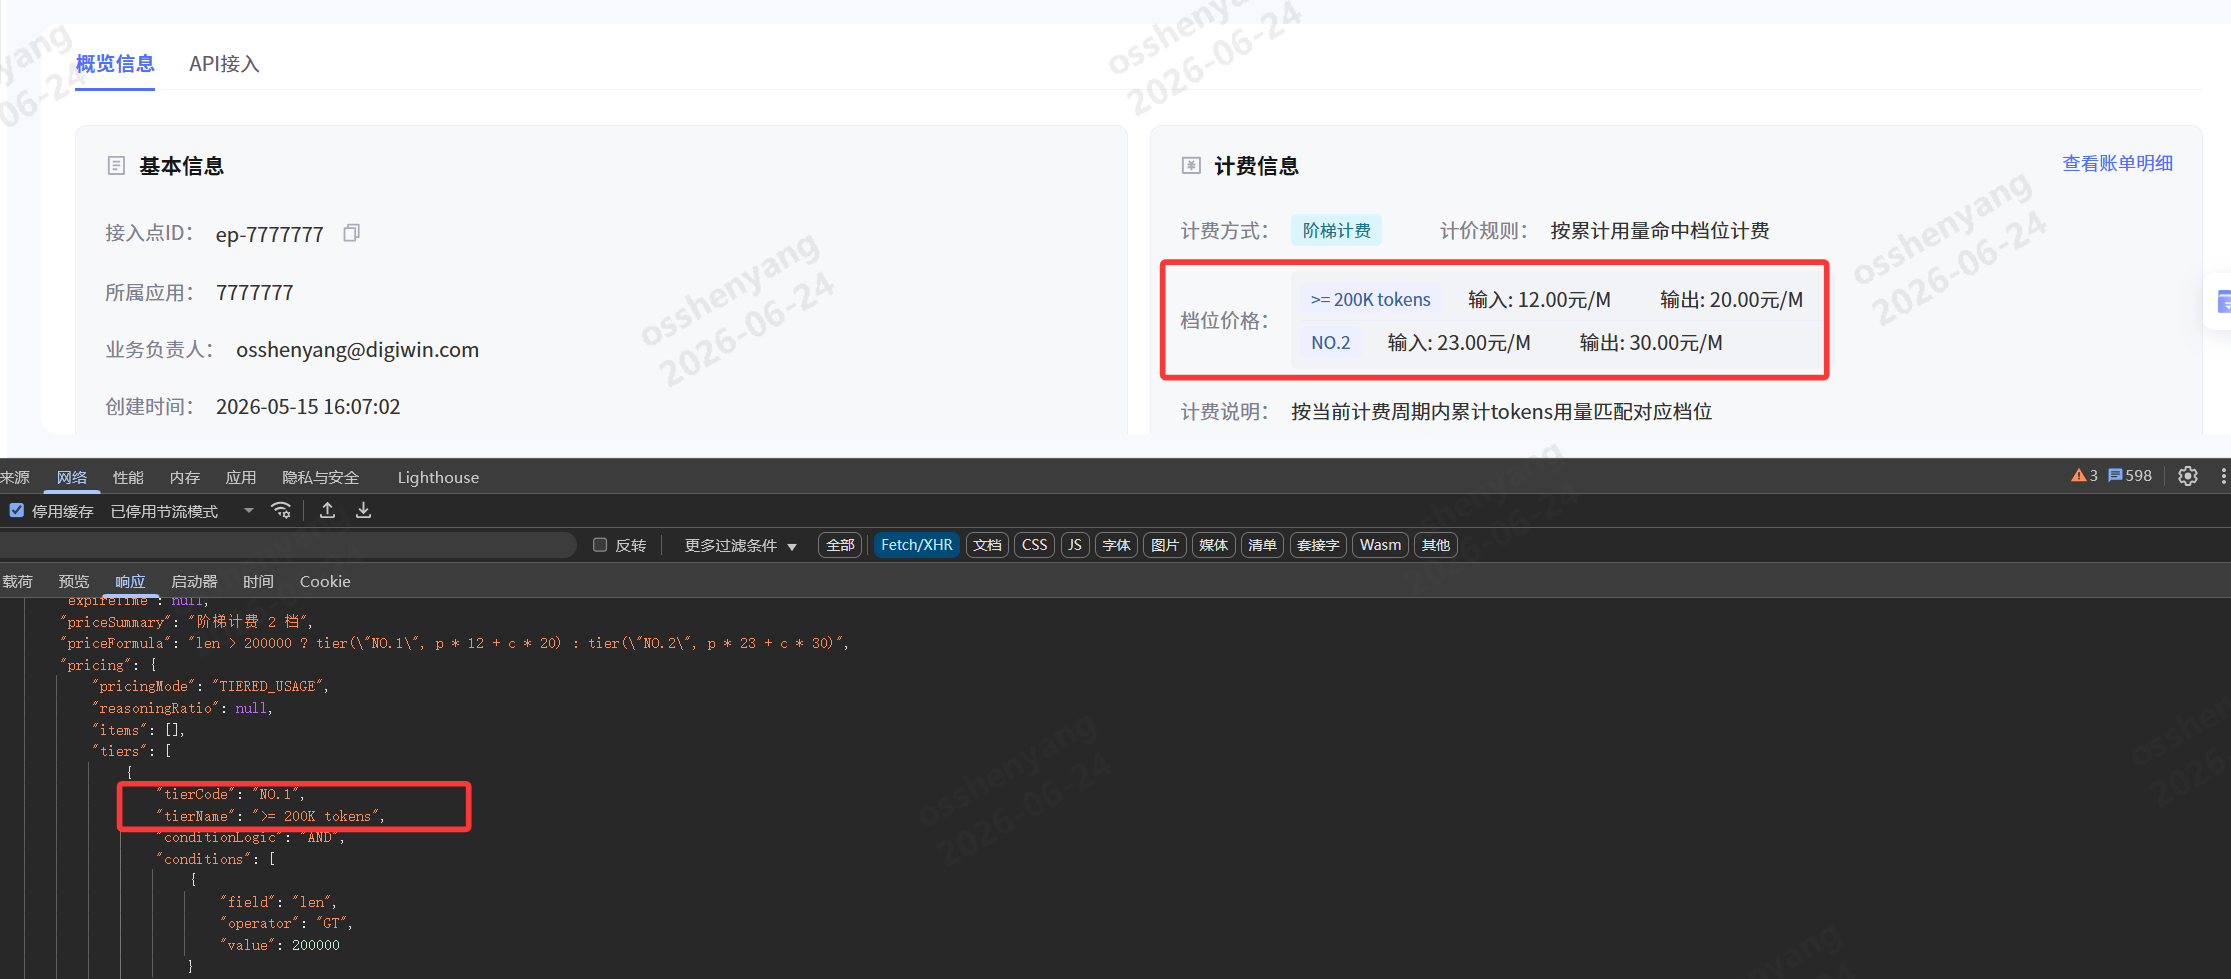 概览信息 API接入
基本信息
接入点ID： ep-7777777
所属应用： 7777777
业务负责人： osshenyang@digiwin.com
创建时间： 2026-05-15 16:07:02
计费信息 查看账单明细
计费方式： 阶梯计费 计价规则： 按累计用量命中档位计费
档位价格：
>= 200K tokens 输入: 12.00元/M 输出: 20.00元/M
NO.2 输入: 23.00元/M 输出: 30.00元/M
计费说明： 按当前计费周期内累计tokens用量匹配对应档位
osshenyang
2026-06-24
osshenyang
2026-06-24
osshenyang
2026-06-24
来源 网络 性能 内存 应用 隐私与安全 Lighthouse 3 598
停用缓存 已停用节流模式
反转 更多过滤条件 全部 Fetch/XHR 文档 CSS JS 字体 图片 媒体 清单 套接字 Wasm 其他
载荷 预览 响应 启动器 时间 Cookie
"expireTime": null,
"priceSummary": "阶梯计费 2 档",
"priceFormula": "len > 200000 ? tier(\"NO.1\", p * 12 + c * 20) : tier(\"NO.2\", p * 23 + c * 30)",
"pricing": {
"pricingMode": "TIERED_USAGE",
"reasoningRatio": null,
"items": [],
"tiers": [
{
"tierCode": "NO.1",
"tierName": ">= 200K tokens",
"conditionLogic": "AND",
"conditions": [
{
"field": "len",
"operator": "GT",
"value": 200000
}